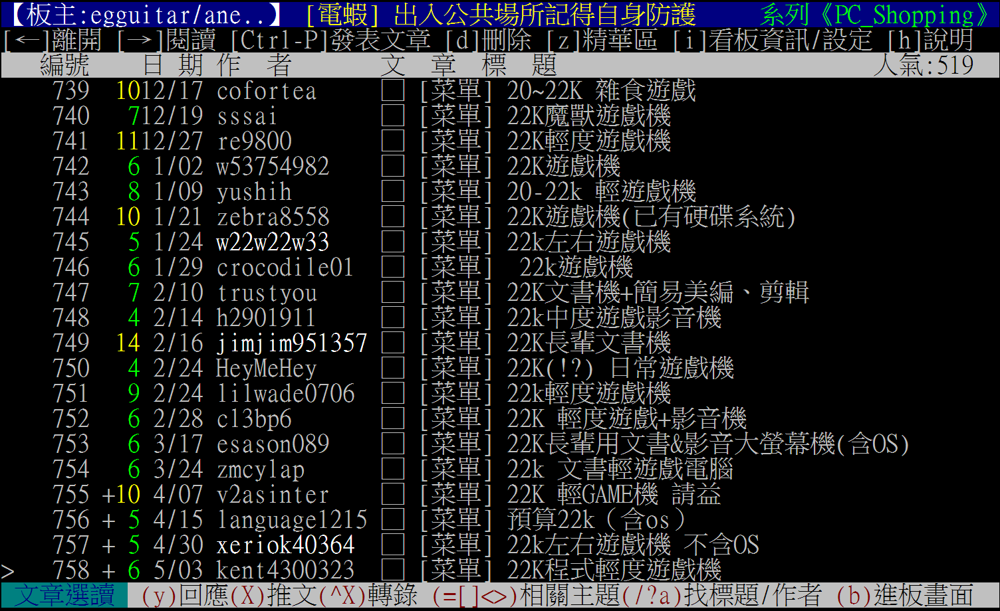 【板主:egguitar/ane..】 [電蝦] 出入公共場所記得自身防護 系列《PC_Shopping》
[←]離開 [→]閱讀 [Ctrl-P]發表文章 [d]刪除 [z]精華區 [i]看板資訊/設定 [h]說明
編號 日 期 作 者 文 章 標 題 人氣:519
739 1012/17 cofortea □ [菜單] 20~22K 雜食遊戲
740 712/19 sssai □ [菜單] 22K魔獸遊戲機
741 1112/27 re9800 □ [菜單] 22K輕度遊戲機
742 6 1/02 w53754982 □ [菜單] 22K遊戲機
743 8 1/09 yushih □ [菜單] 20-22k 輕遊戲機
744 10 1/21 zebra8558 □ [菜單] 22K遊戲機(已有硬碟系統)
745 5 1/24 w22w22w33 □ [菜單] 22k左右遊戲機
746 6 1/29 crocodile01 □ [菜單] 22k遊戲機
747 7 2/10 trustyou □ [菜單] 22K文書機+簡易美編、剪輯
748 4 2/14 h2901911 □ [菜單] 22k中度遊戲影音機
749 14 2/16 jimjim951357 □ [菜單] 22K長輩文書機
750 4 2/24 HeyMeHey □ [菜單] 22K(!?) 日常遊戲機
751 9 2/24 lilwade0706 □ [菜單] 22k輕度遊戲機
752 6 2/28 cl3bp6 □ [菜單] 22K 輕度遊戲+影音機
753 6 3/17 esason089 □ [菜單] 22K長輩用文書&影音大螢幕機(含OS)
754 6 3/24 zmcylap □ [菜單] 22k 文書輕遊戲電腦
755 +10 4/07 v2asinter □ [菜單] 22K 輕GAME機 請益
756 + 5 4/15 language1215 □ [菜單] 預算22k（含os）
757 + 5 4/30 xeriok40364 □ [菜單] 22k左右遊戲機 不含OS
> 758 + 6 5/03 kent4300323 □ [菜單] 22K程式輕度遊戲機
文章選讀 (y)回應(X)推文(^X)轉錄 (=[]<>)相關主題(/?a)找標題/作者 (b)進板畫面